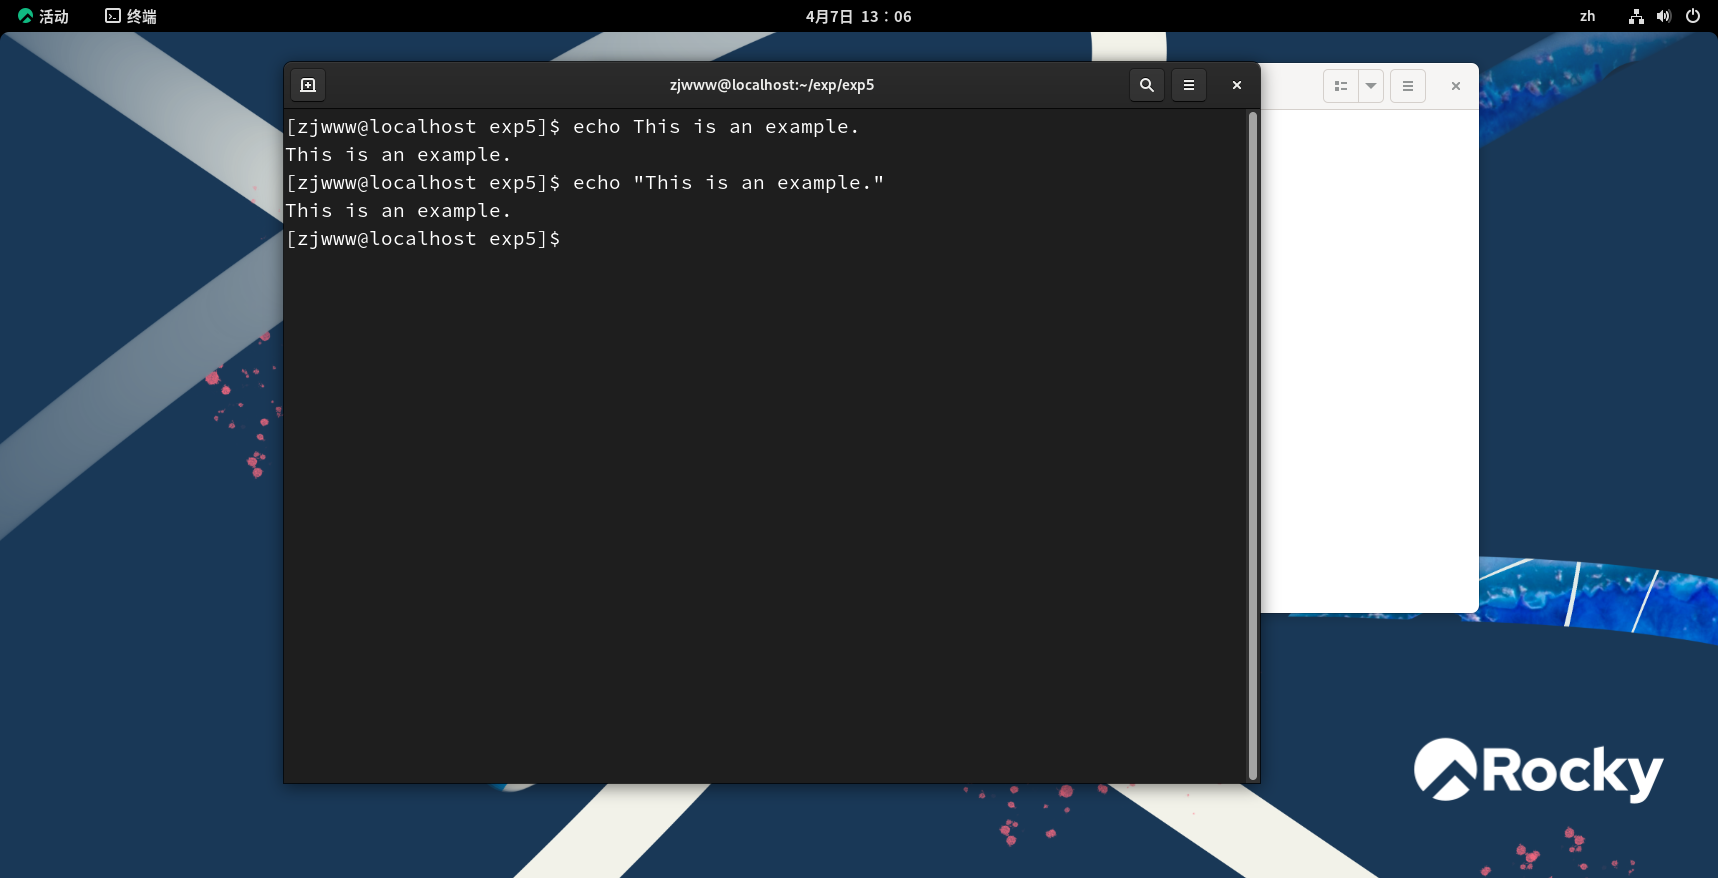 活动 终端 4月7日 13：06 zh
zjwww@localhost:~/exp/exp5
[zjwww@localhost exp5]$ echo This is an example.
This is an example.
[zjwww@localhost exp5]$ echo "This is an example."
This is an example.
[zjwww@localhost exp5]$
Rocky